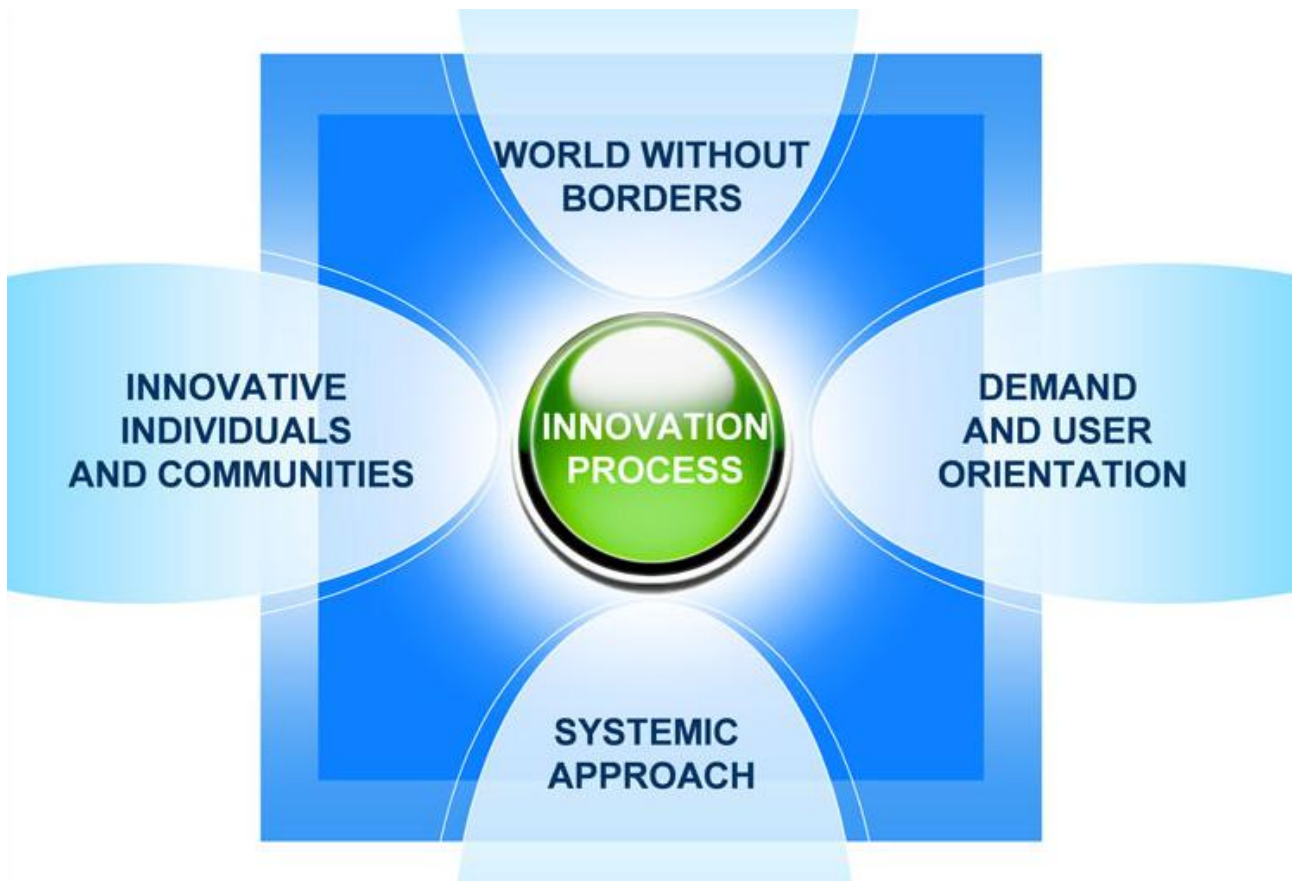 WORLD WITHOUT
BORDERS
INNOVATIVE
INDIVIDUALS
AND COMMUNITIES
INNOVATION
PROCESS
DEMAND
AND USER
ORIENTATION
SYSTEMIC
APPROACH